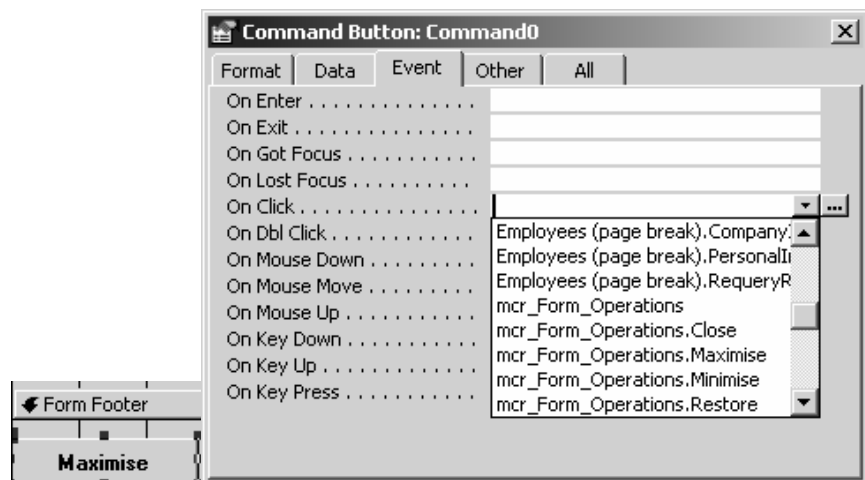 Command Button: Command0
Format Data Event Other All
On Enter . . . . . . . . . . . . . . .
On Exit . . . . . . . . . . . . . . . .
On Got Focus . . . . . . . . . . .
On Lost Focus . . . . . . . . . .
On Click . . . . . . . . . . . . . . . .
On Dbl Click . . . . . . . . . . . .
On Mouse Down . . . . . . . . .
On Mouse Move . . . . . . . . . .
On Mouse Up . . . . . . . . . . .
On Key Down . . . . . . . . . . .
On Key Up . . . . . . . . . . . . .
On Key Press . . . . . . . . . . .
...
Employees (page break).Company
Employees (page break).PersonalI
Employees (page break).RequeryR
mcr_Form_Operations
mcr_Form_Operations.Close
mcr_Form_Operations.Maximise
mcr_Form_Operations.Minimise
mcr_Form_Operations.Restore
Form Footer
Maximise